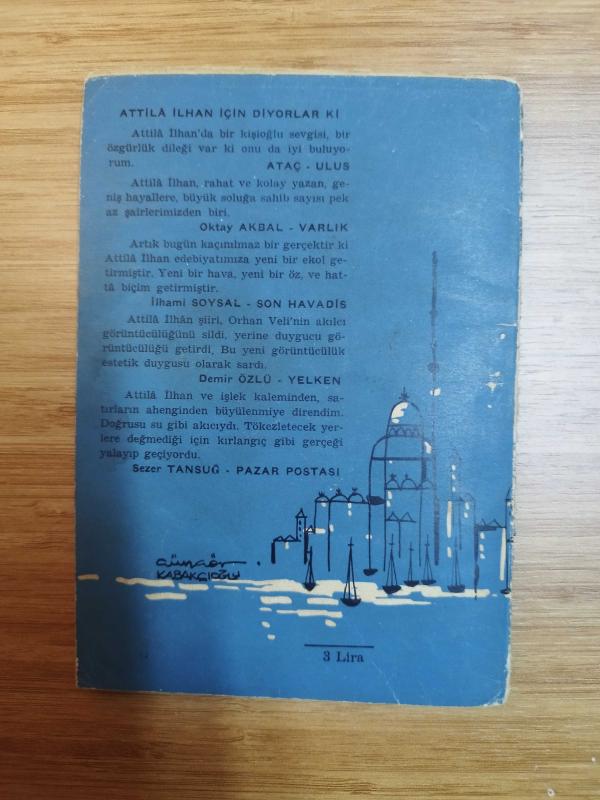 ATTİLÂ İLHAN İÇİN DİYORLAR Kİ
Attilâ İlhan'da bir kişioğlu sevgisi, bir
özgürlük dileği var ki onu da iyi buluyo-
rum. ATAÇ - ULUS
Attilâ İlhan, rahat ve kolay yazan, ge-
niş hayallere, büyük soluğa sahib sayısı pek
az şairlerimizden biri.
Oktay AKBAL - VARLIK
Artık bugün kaçınılmaz bir gerçektir ki
Attilâ İlhan edebiyatımıza yeni bir ekol ge-
tirmiştir. Yeni bir hava, yeni bir öz, ve hat-
tâ biçim getirmiştir.
İlhami SOYSAL - SON HAVADİS
Attilâ İlhân şiiri, Orhan Veli'nin akılcı
görüntücülüğünü sildi, yerine duygucu gö-
rüntücülüğü getirdi, Bu yeni görüntücülük
estetik duygusu olarak sardı.
Demir ÖZLÜ - YELKEN
Attilâ İlhan ve işlek kaleminden, sa-
tırların ahenginden büyülenmiye direndim.
Doğrusu su gibi akıcıydı. Tökezletecek yer-
lere değmediği için kırlangıç gibi gerçeği
yalayıp geçiyordu.
Sezer TANSUĞ - PAZAR POSTASI
Güngör
KABAKÇIOĞLU
3 Lira